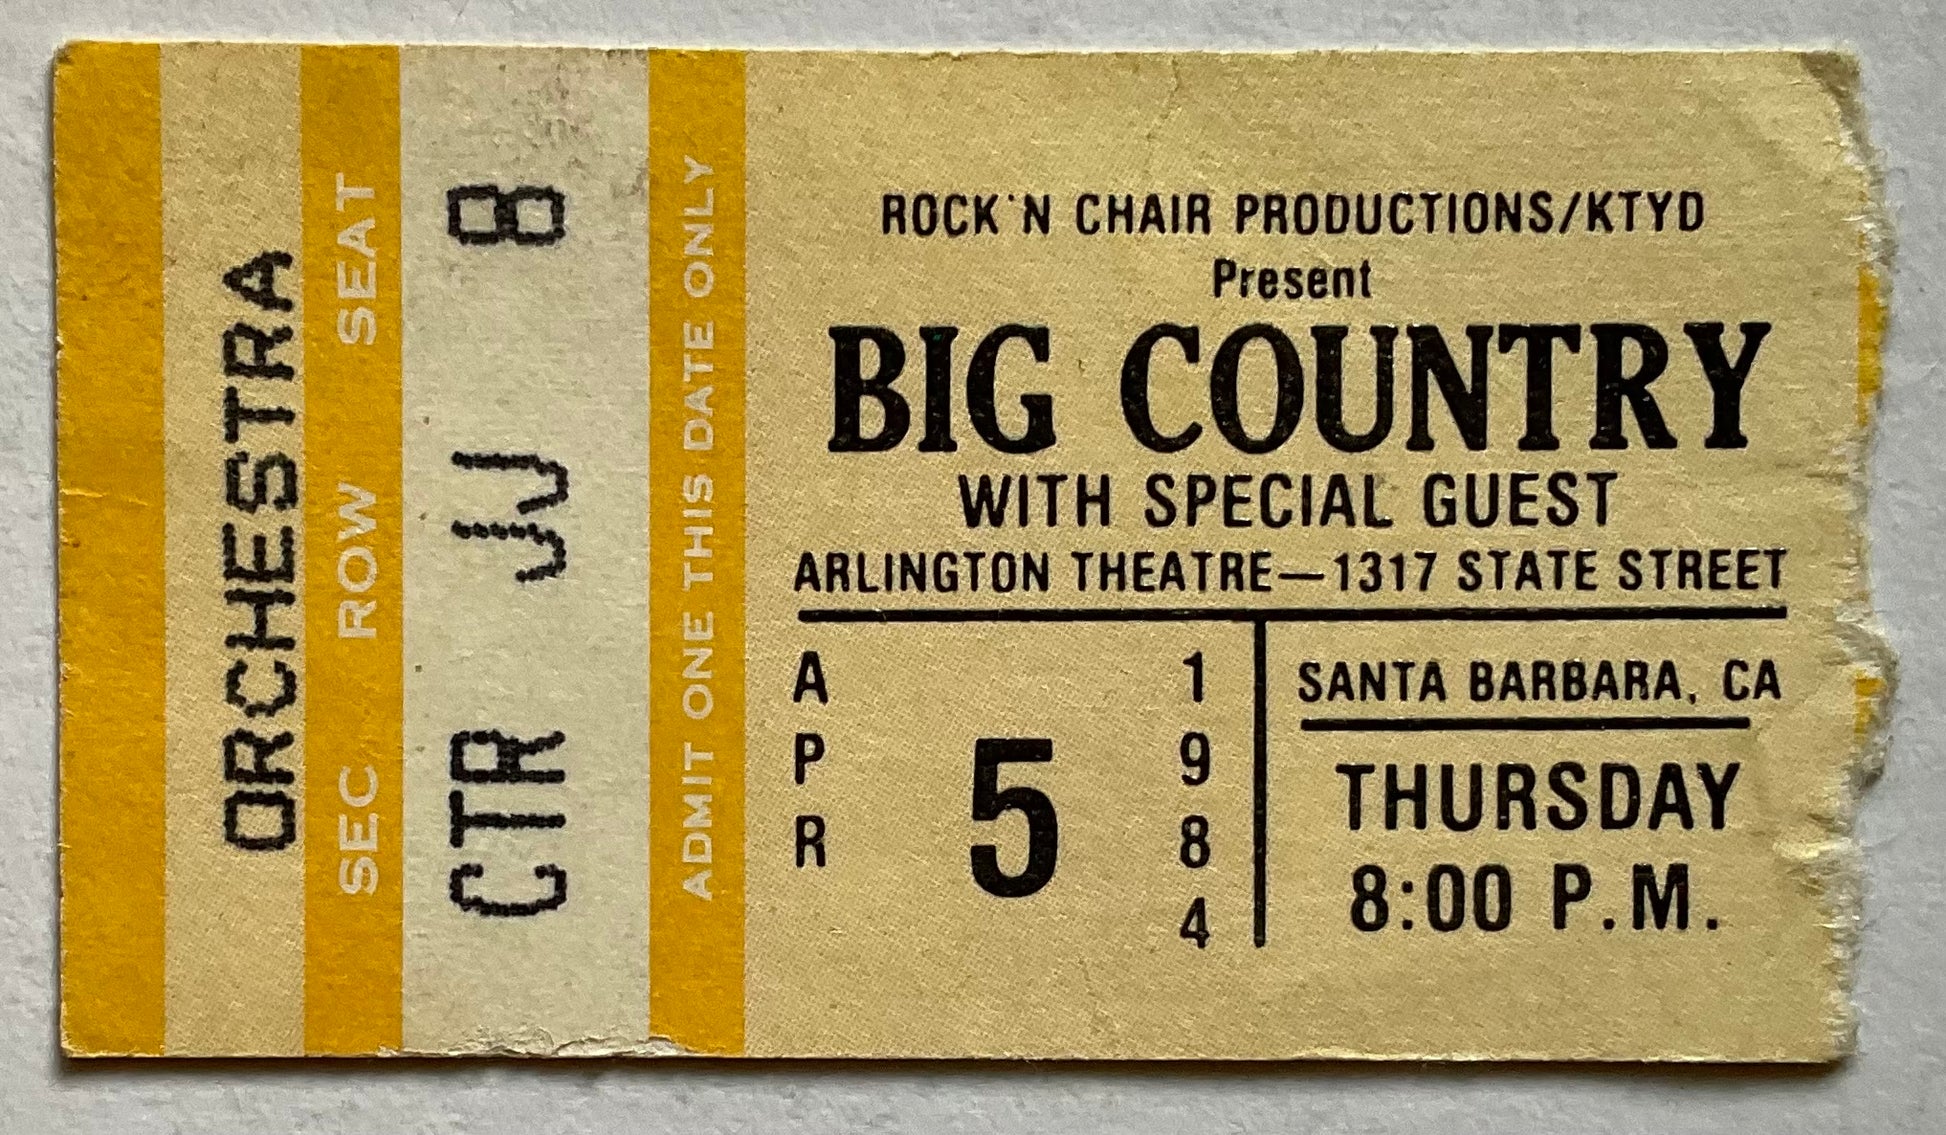 ORCHESTRA
SEC ROW SEAT
CTR JJ 8
ADMIT ONE THIS DATE ONLY
ROCK'N CHAIR PRODUCTIONS/KTYD
Present
BIG COUNTRY
WITH SPECIAL GUEST
ARLINGTON THEATRE—1317 STATE STREET
APR 5 1984
SANTA BARBARA, CA
THURSDAY
8:00 P.M.